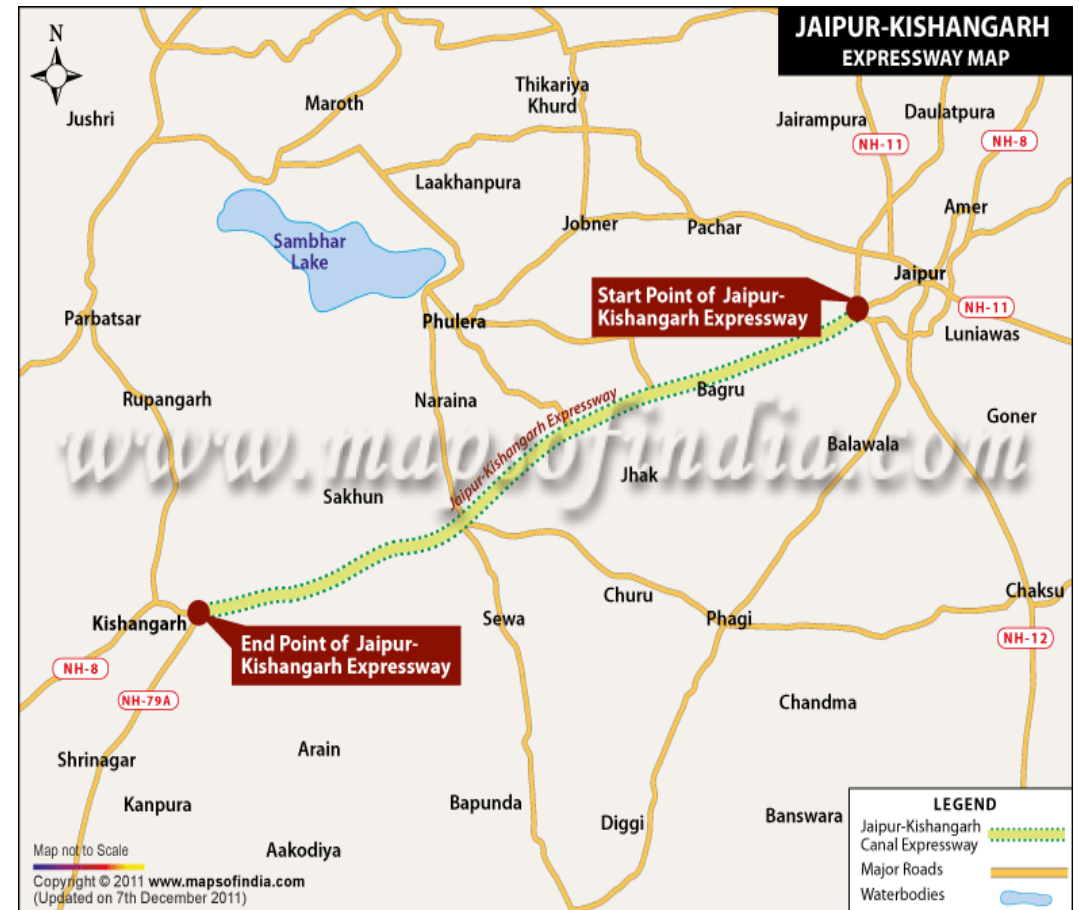 JAIPUR-KISHANGARH
EXPRESSWAY MAP
N
Jushri
Maroth
Thikariya
Khurd
Jairampura
Daulatpura
NH-11
NH-8
Laakhanpura
Amer
Jobner
Pachar
Sambhar
Lake
Jaipur
Start Point of Jaipur-
Kishangarh Expressway
NH-11
Parbatsar
Phulera
Luniawas
Rupangarh
Naraina
Bagru
Goner
Jaipur-Kishangarh Expressway
www.mapsofindia.com
Balawala
Jhak
Sakhun
Churu
Chaksu
Kishangarh
Sewa
Phagi
End Point of Jaipur-
Kishangarh Expressway
NH-12
NH-8
NH-79A
Chandma
Shrinagar
Arain
Kanpura
Bapunda
Diggi
Banswara
Aakodiya
LEGEND
Jaipur-Kishangarh
Canal Expressway
Major Roads
Waterbodies
Map not to Scale
Copyright © 2011 www.mapsofindia.com
(Updated on 7th December 2011)